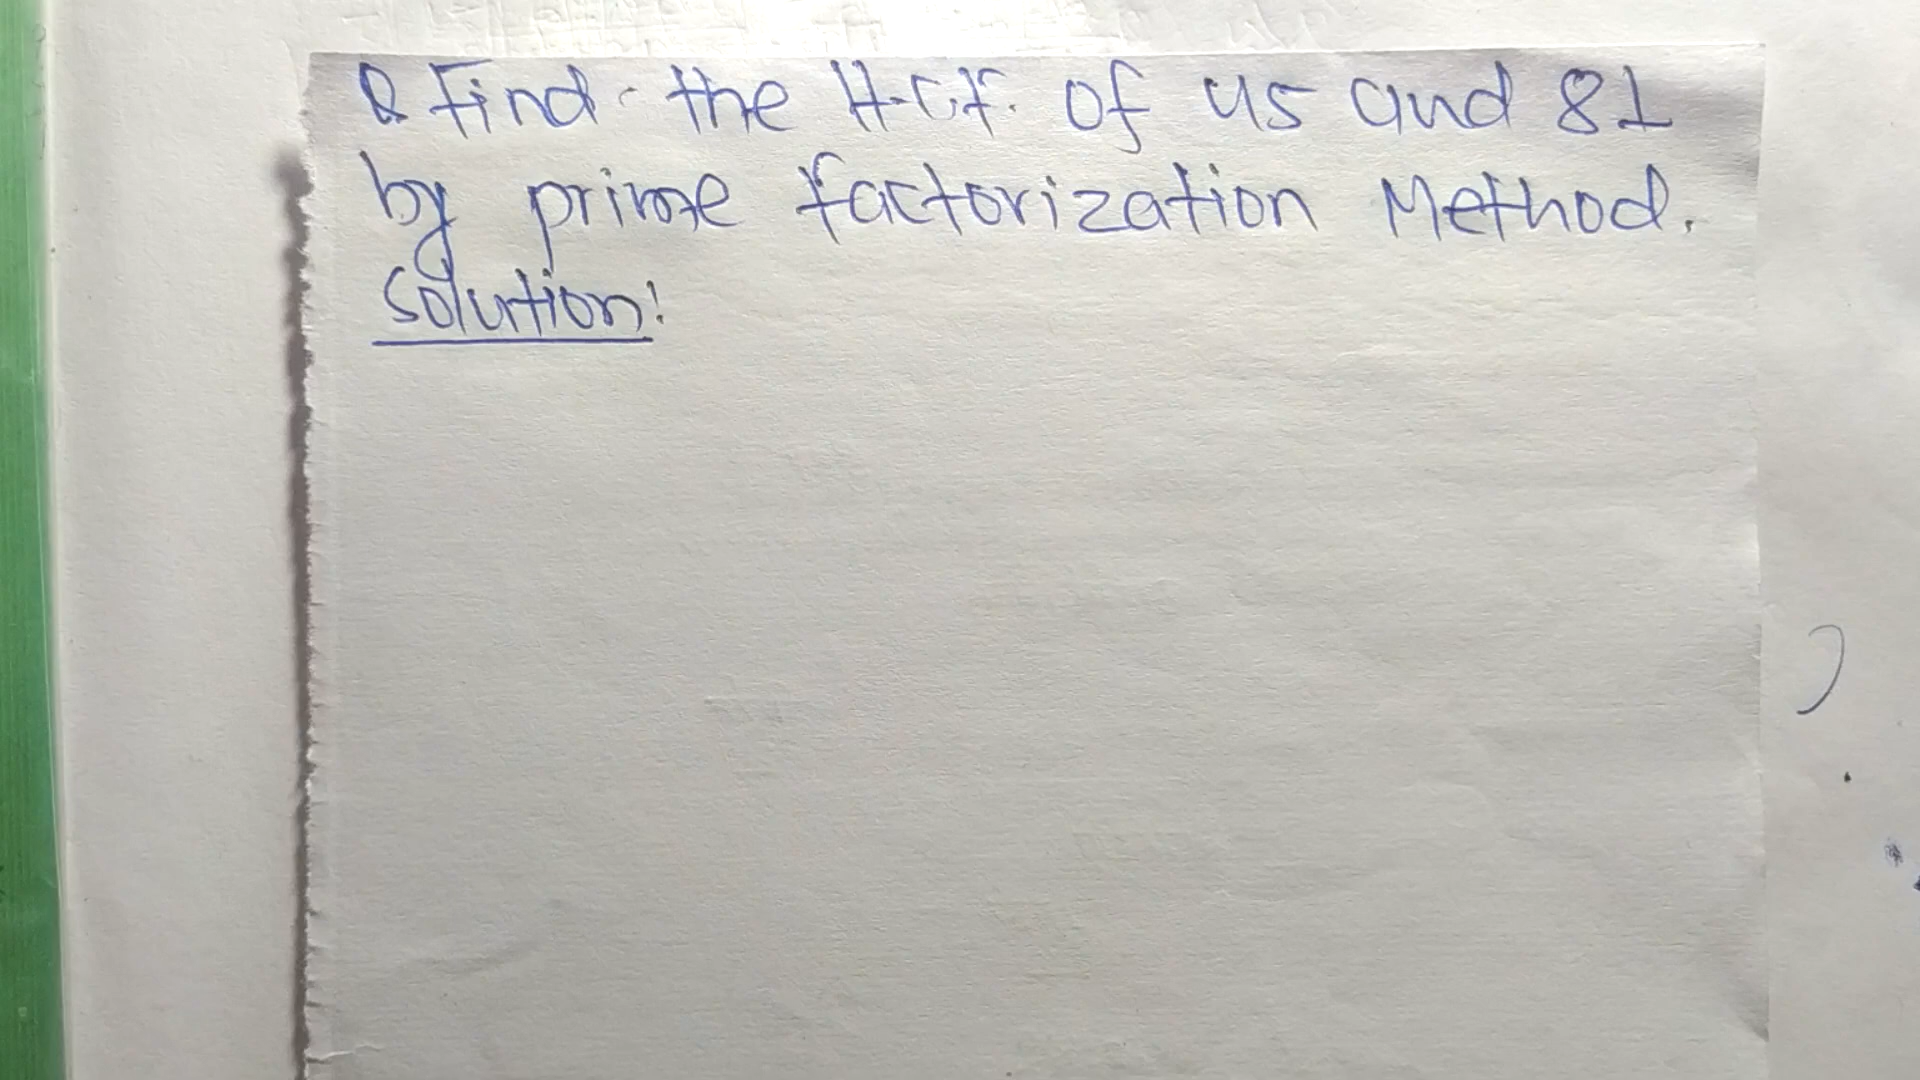 Q Find the H.C.F. of 45 and 81
by prime factorization Method.
Solution: